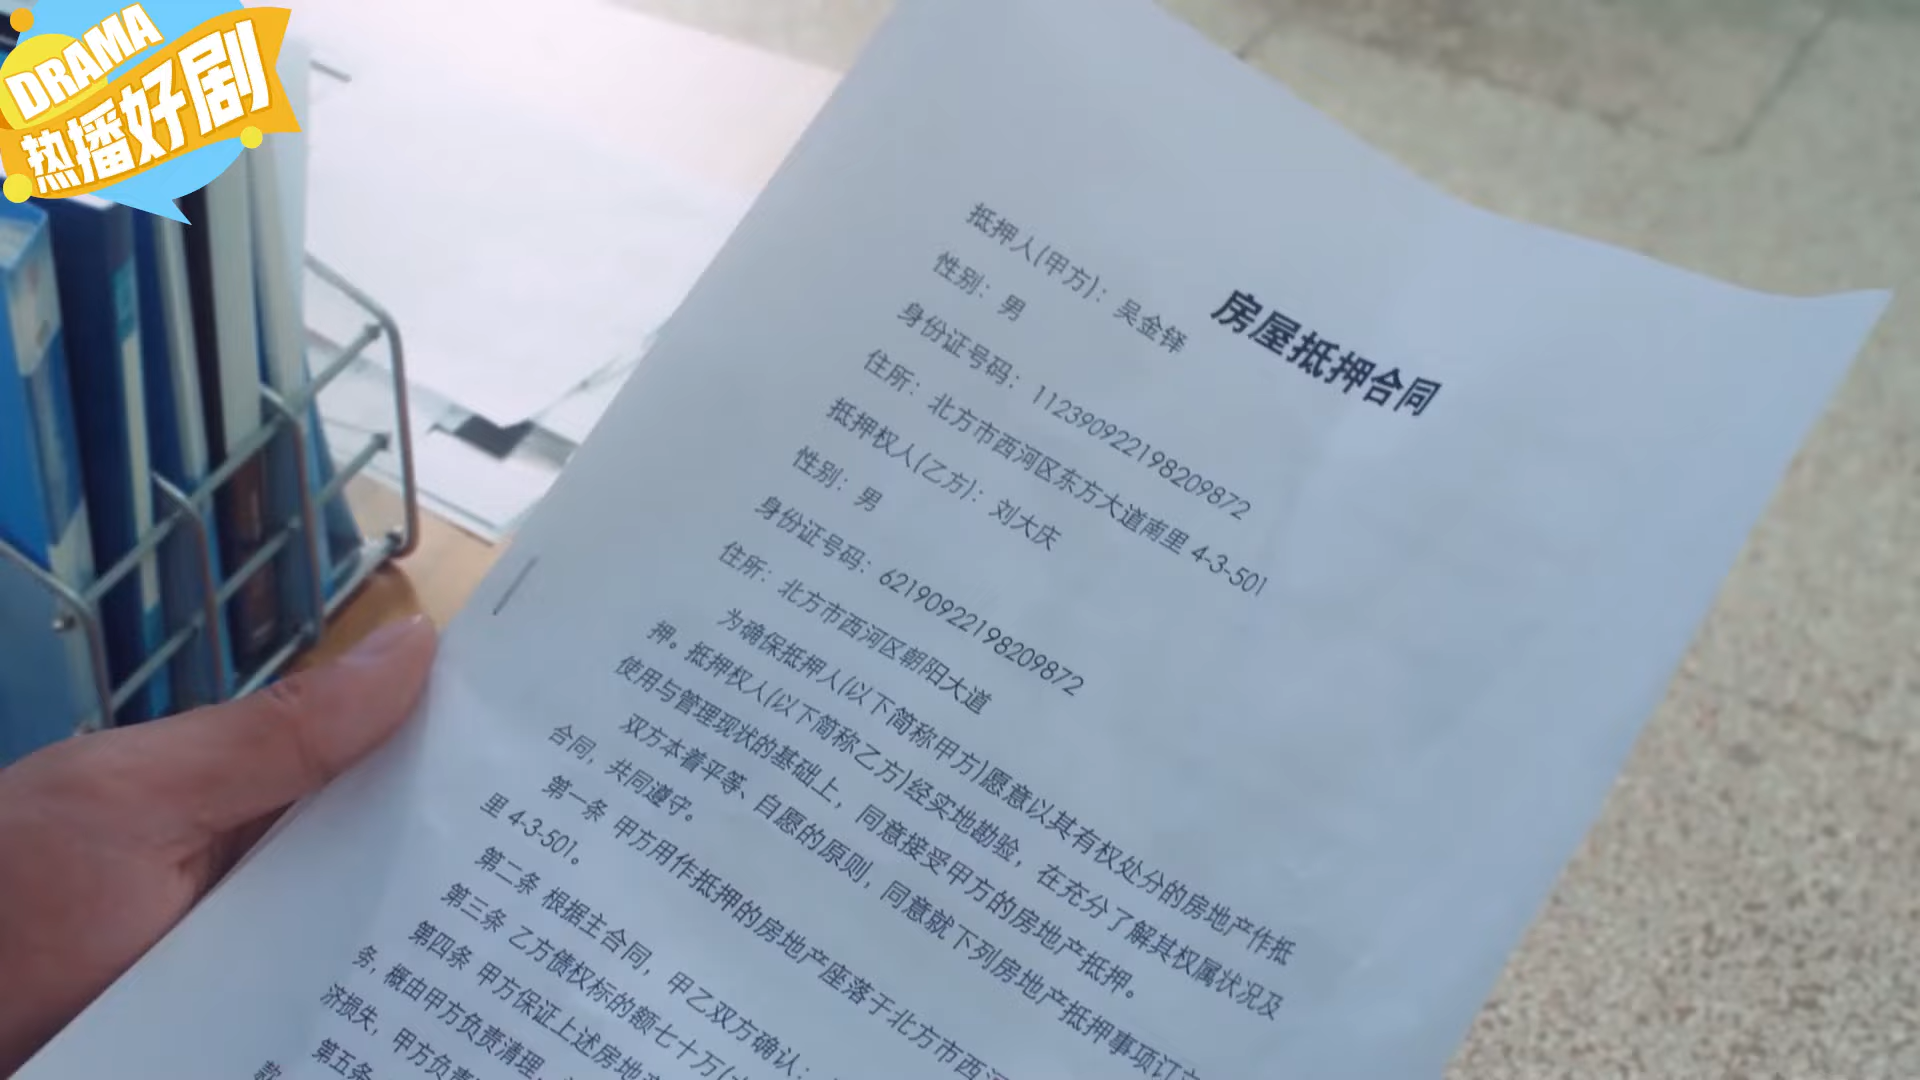 DRAMA
热播好剧
房屋抵押合同
抵押人(甲方)：吴金铎
性别：男
身份证号码：112390922198209872
住所：北方市西河区东方大道南里 4-3-501
抵押权人(乙方)：刘大庆
性别：男
身份证号码：62190922198209872
住所：北方市西河区朝阳大道
为确保抵押人(以下简称甲方)愿意以其有权处分的房地产作抵
押。抵押权人(以下简称乙方)经实地勘验，在充分了解其权属状况及
使用与管理现状的基础上，同意接受甲方的房地产抵押。
双方本着平等、自愿的原则，同意就下列房地产抵押事项订立
合同，共同遵守。
第一条 甲方用作抵押的房地产座落于北方市西河
里 4-3-501。
第二条 根据主合同，甲乙双方确认：
第三条 乙方债权标的额七十万(
第四条 甲方保证上述房地产
务，概由甲方负责清理，
济损失，甲方负责
第五条
款